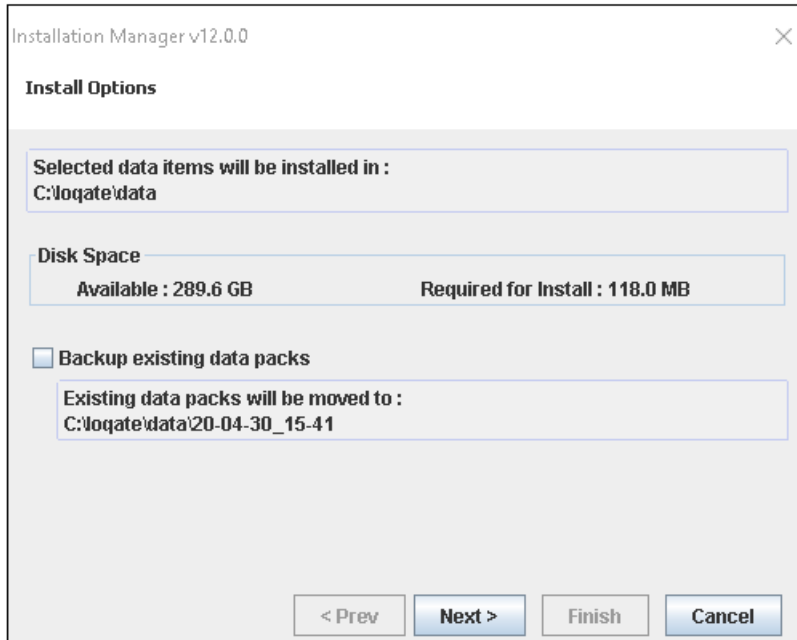 Installation Manager v12.0.0
Install Options
Selected data items will be installed in :
C:\loqate\data
Disk Space
Available : 289.6 GB Required for Install : 118.0 MB
Backup existing data packs
Existing data packs will be moved to :
C:\loqate\data\20-04-30_15-41
< Prev Next > Finish Cancel